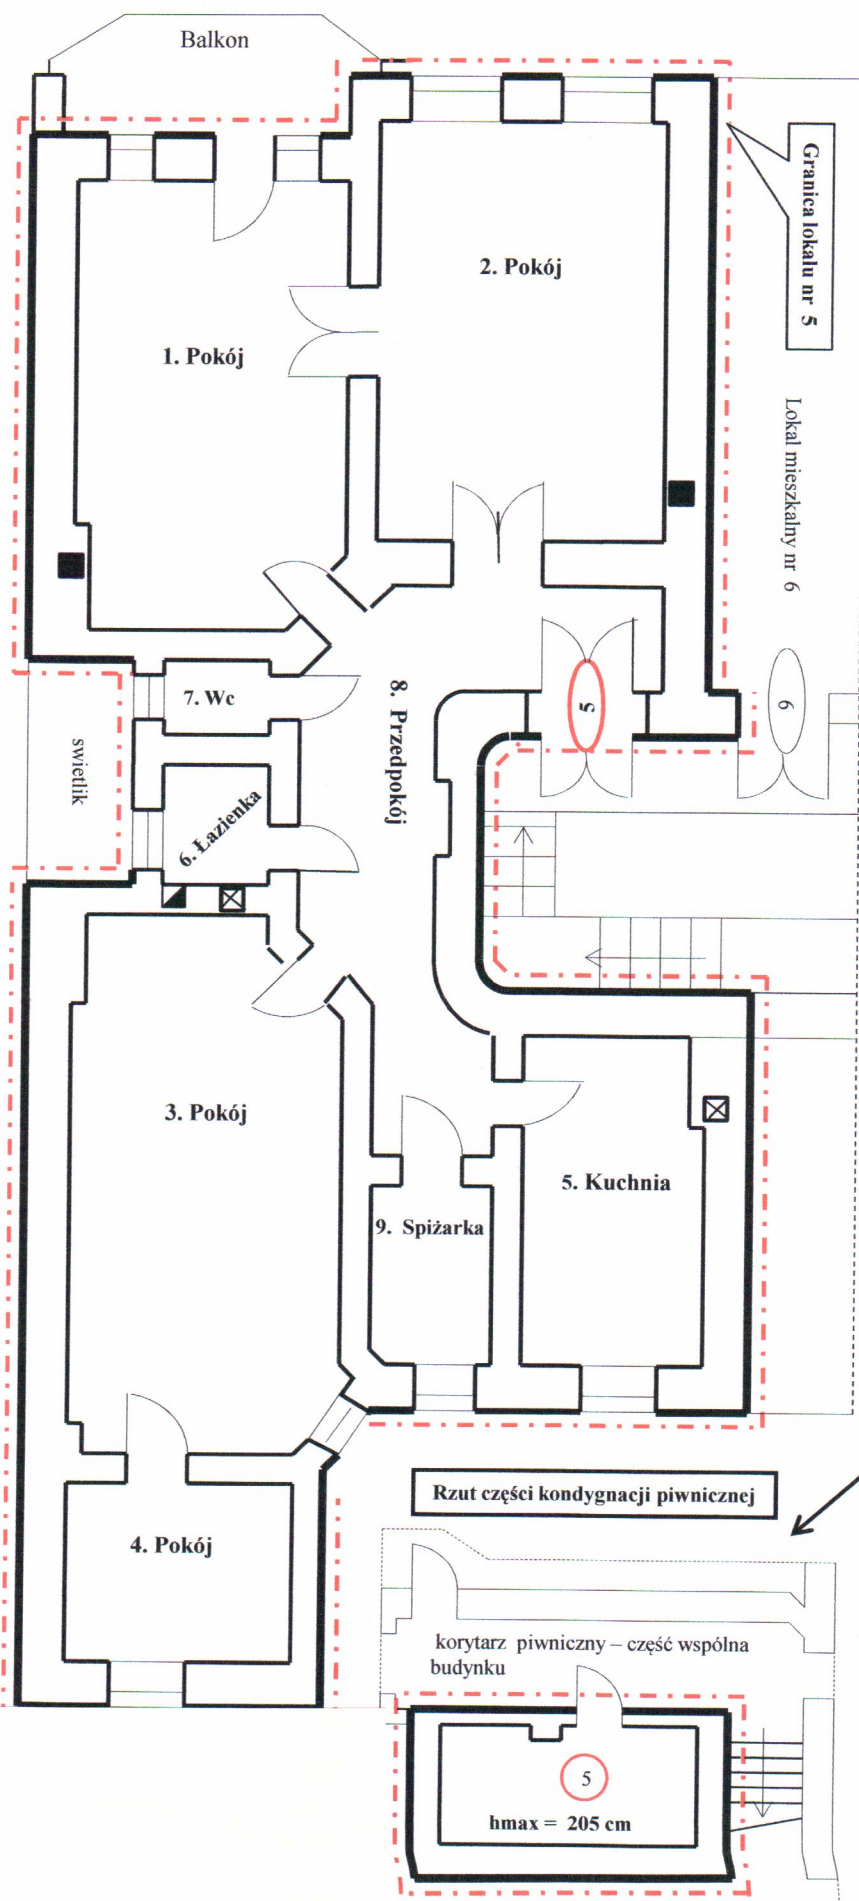 Balkon
Granica lokalu nr 5
2. Pokój
1. Pokój
Lokal mieszkalny nr 6
7. Wc
8. Przedpokój
5
6
swietlik
6. Łazienka
3. Pokój
5. Kuchnia
9. Spiżarka
Rzut części kondygnacji piwnicznej
4. Pokój
korytarz piwniczny – część wspólna
budynku
5
hmax = 205 cm